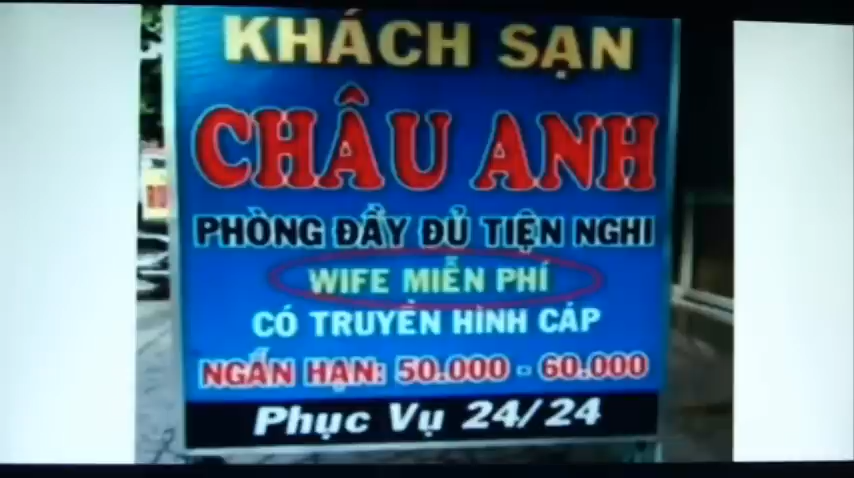 KHÁCH SẠN
CHÂU ANH
PHÒNG ĐẦY ĐỦ TIỆN NGHI
WIFE MIỄN PHÍ
CÓ TRUYỀN HÌNH CÁP
NGẮN HẠN: 50.000 - 60.000
Phục Vụ 24/24